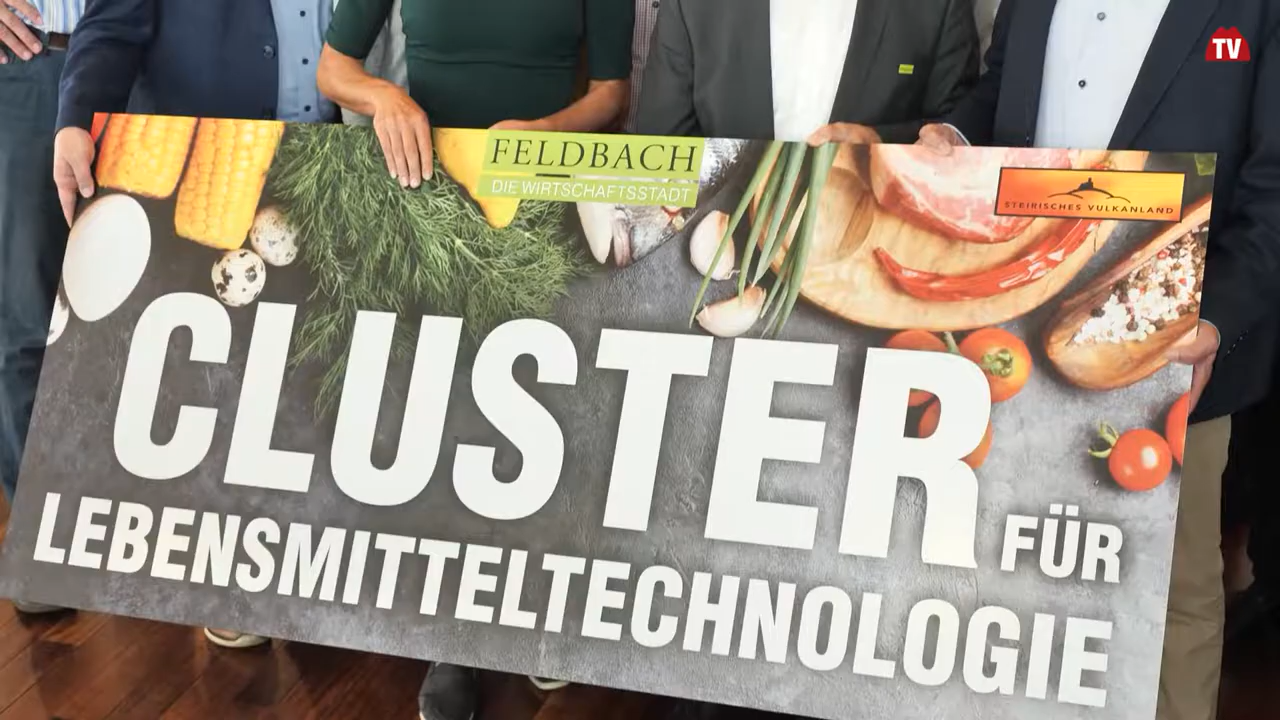 TV
FELDBACH
DIE WIRTSCHAFTSSTADT
STEIRISCHES VULKANLAND
CLUSTER FÜR
LEBENSMITTELTECHNOLOGIE